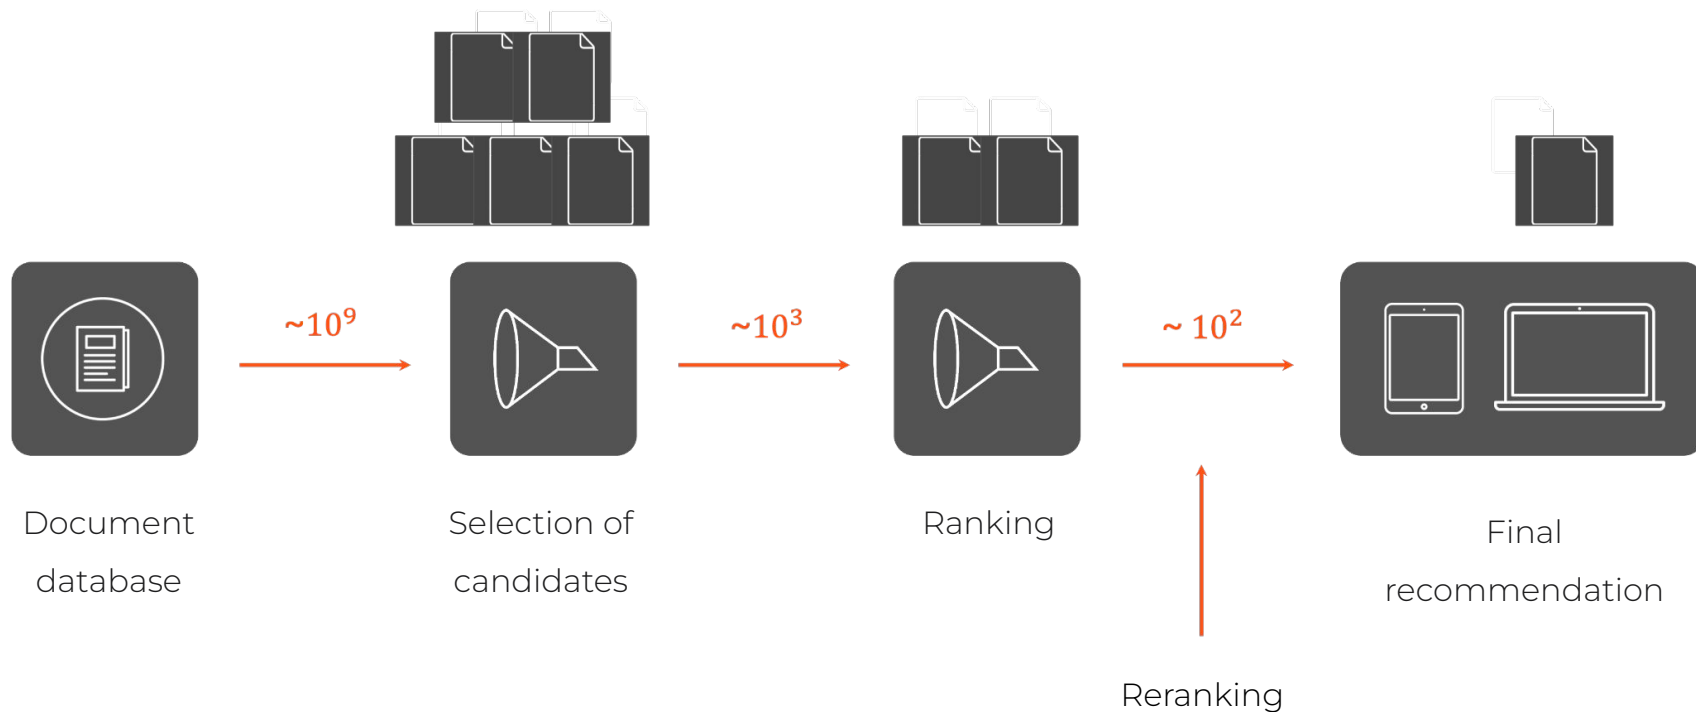 ~10⁹
~10³
~ 10²
Document
database
Selection of
candidates
Ranking
Final
recommendation
Reranking